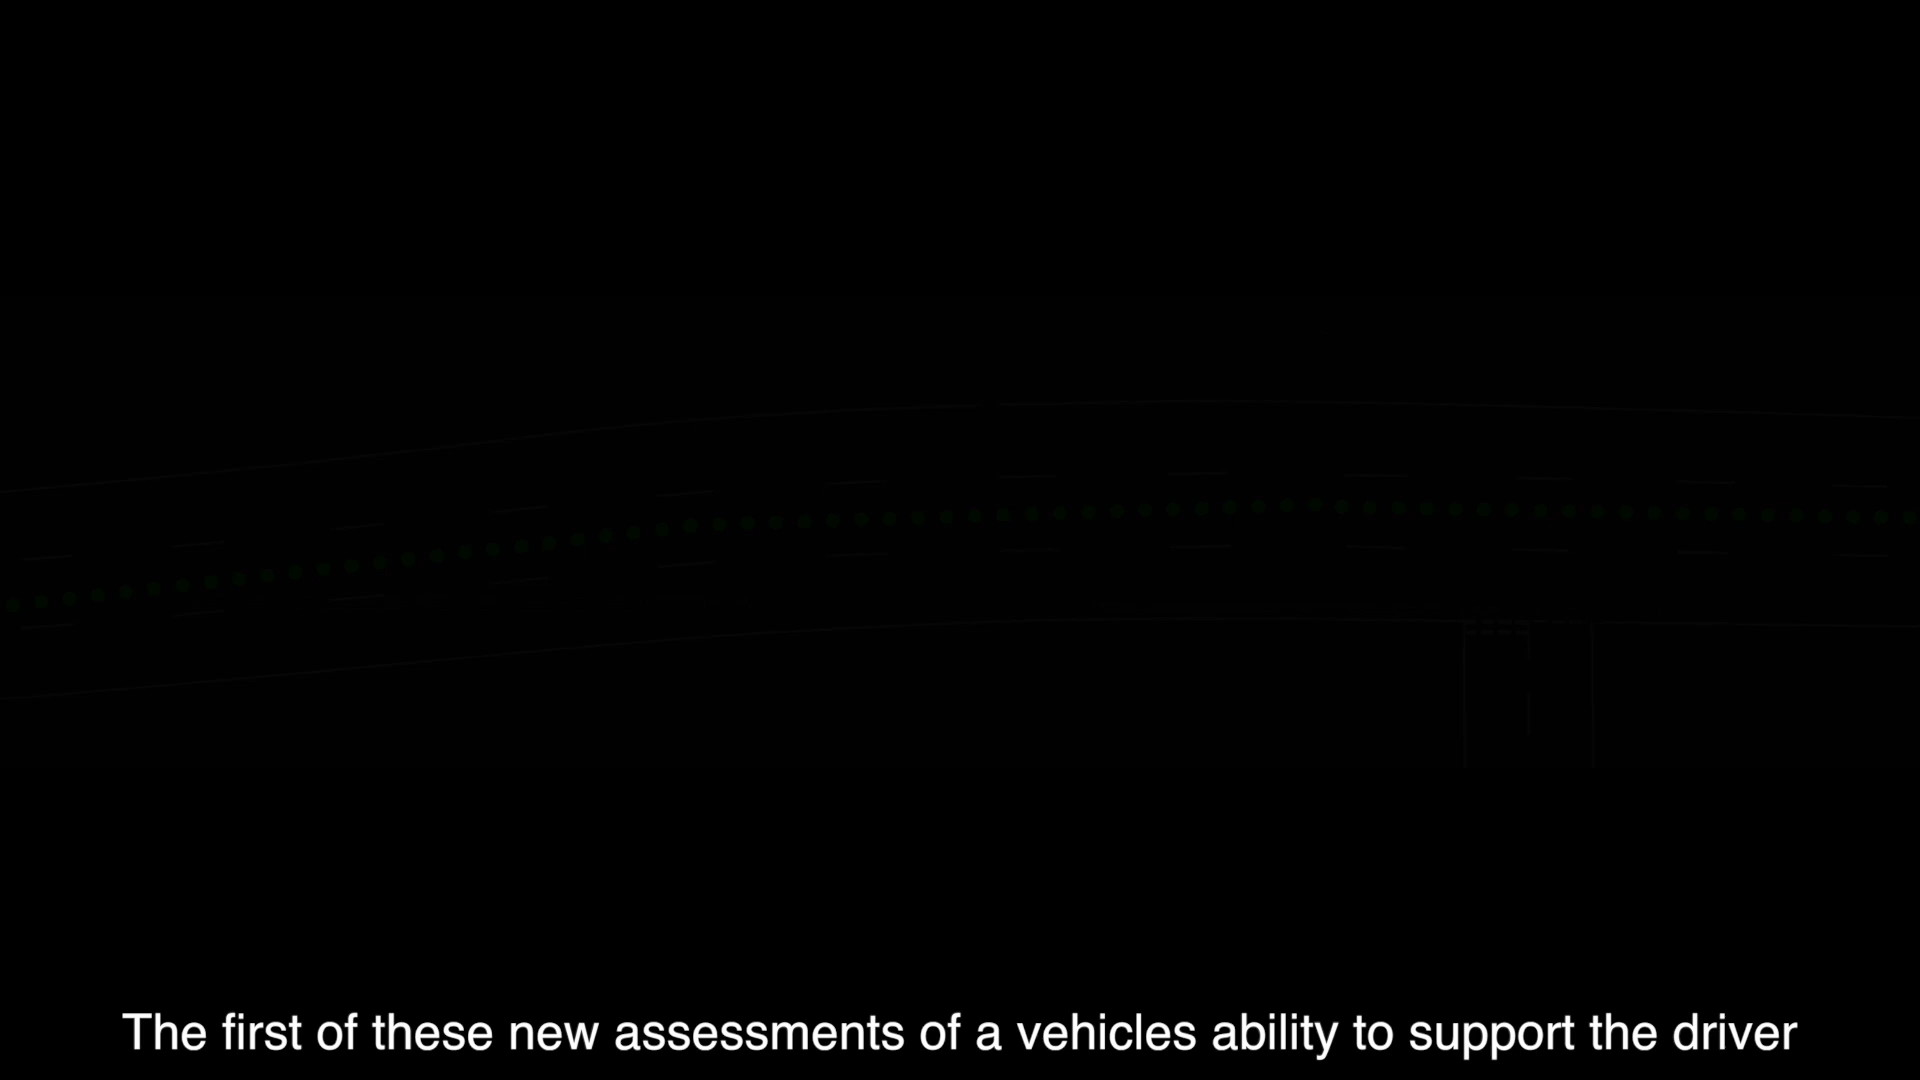 The first of these new assessments of a vehicles ability to support the driver